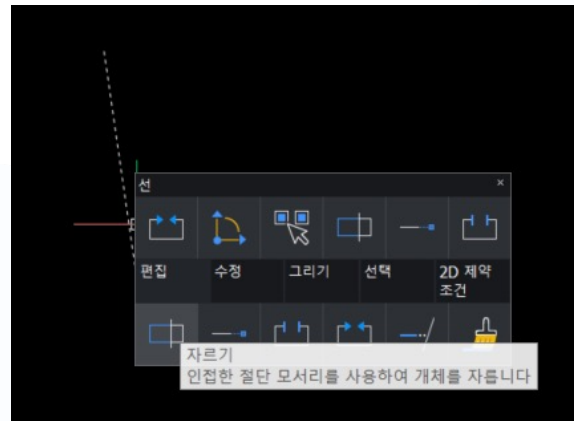 선 ×
편집 수정 그리기 선택 2D 제약
조건
자르기
인접한 절단 모서리를 사용하여 개체를 자릅니다